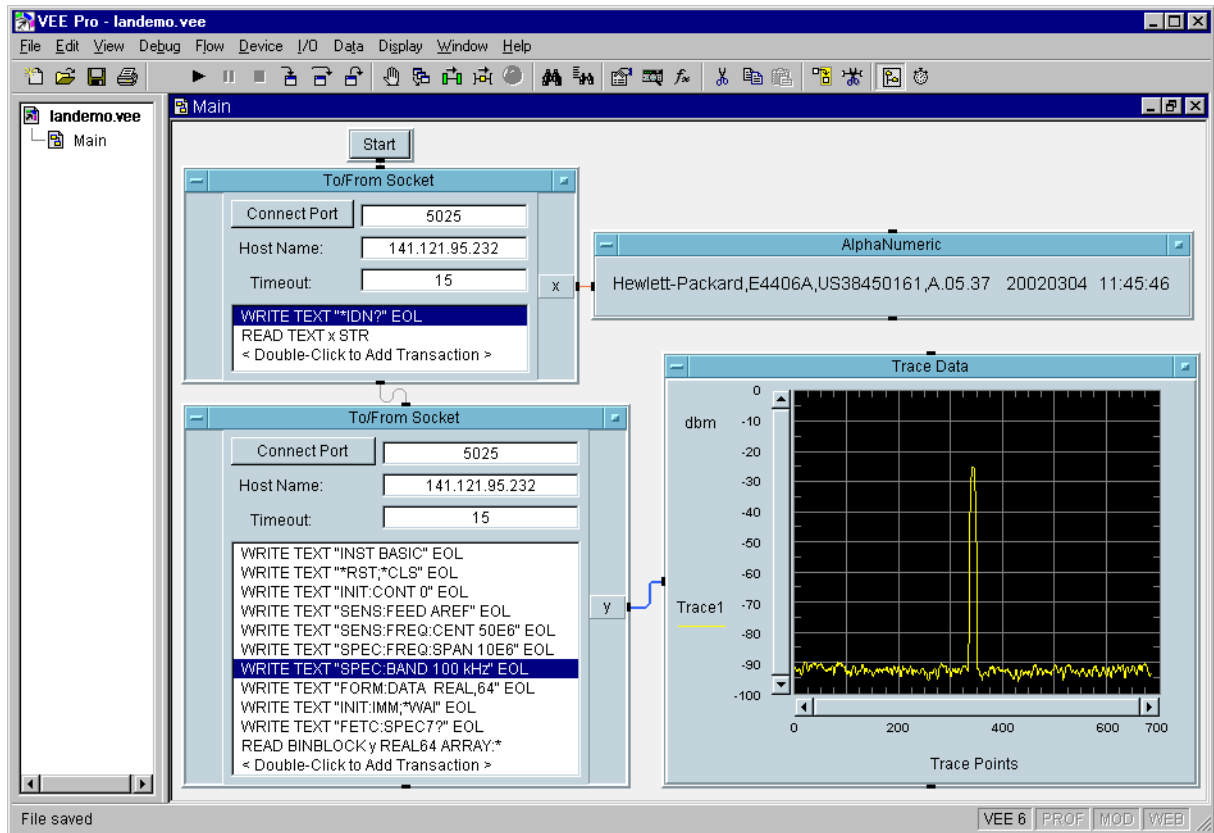 VEE Pro - landemo.vee
File Edit View Debug Flow Device I/O Data Display Window Help
landemo.vee
Main
Main
Start
To/From Socket
Connect Port 5025
Host Name: 141.121.95.232
Timeout: 15
x
WRITE TEXT "*IDN?" EOL
READ TEXT x STR
< Double-Click to Add Transaction >
AlphaNumeric
Hewlett-Packard,E4406A,US38450161,A.05.37 20020304 11:45:46
To/From Socket
Connect Port 5025
Host Name: 141.121.95.232
Timeout: 15
WRITE TEXT "INST BASIC" EOL
WRITE TEXT "*RST;*CLS" EOL
WRITE TEXT "INIT:CONT 0" EOL
WRITE TEXT "SENS:FEED AREF" EOL
WRITE TEXT "SENS:FREQ:CENT 50E6" EOL
WRITE TEXT "SPEC:FREQ:SPAN 10E6" EOL
WRITE TEXT "SPEC:BAND 100 kHz" EOL
WRITE TEXT "FORM:DATA REAL,64" EOL
WRITE TEXT "INIT:IMM;*WAI" EOL
WRITE TEXT "FETC:SPEC7?" EOL
READ BINBLOCK y REAL64 ARRAY:*
< Double-Click to Add Transaction >
y
Trace Data
dbm
Trace1
0
-10
-20
-30
-40
-50
-60
-70
-80
-90
-100
0 200 400 600 700
Trace Points
File saved
VEE 6 PROF MOD WEB